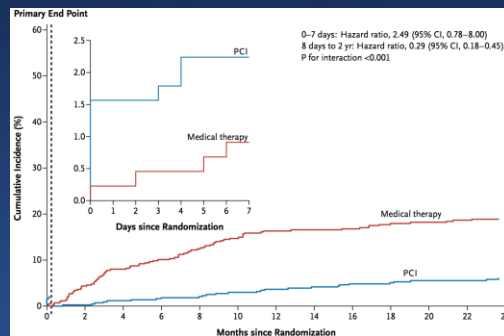 Primary End Point
0–7 days: Hazard ratio, 2.49 (95% CI, 0.78–8.00)
8 days to 2 yr: Hazard ratio, 0.29 (95% CI, 0.18–0.45)
P for interaction <0.001
Cumulative Incidence (%)
60
50
40
30
20
10
0
2.5
2.0
1.5
1.0
0.5
0.0
PCI
Medical therapy
0 1 2 3 4 5 6 7
Days since Randomization
Medical therapy
PCI
0 2 4 6 8 10 12 14 16 18 20 22
Months since Randomization